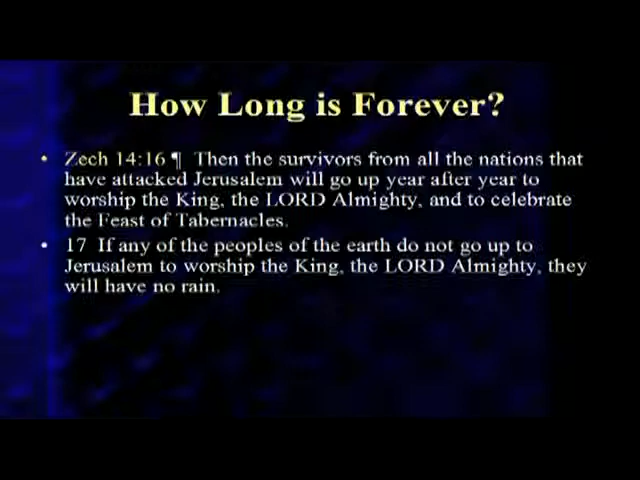 How Long is Forever?
• Zech 14:16 ¶ Then the survivors from all the nations that
have attacked Jerusalem will go up year after year to
worship the King, the LORD Almighty, and to celebrate
the Feast of Tabernacles.
• 17 If any of the peoples of the earth do not go up to
Jerusalem to worship the King, the LORD Almighty, they
will have no rain.